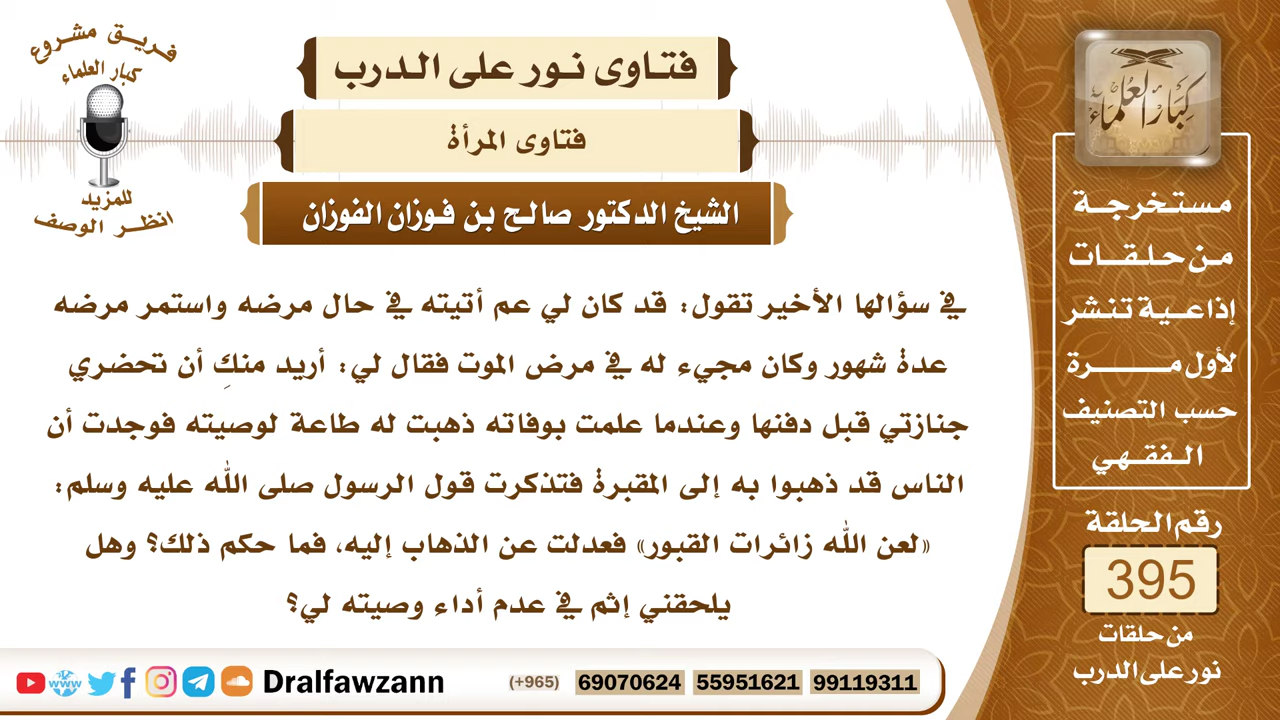 فريق مشروع
كبار العلماء
للمزيد
انظر الوصف
فتاوى نور على الدرب
فتاوى المرأة
الشيخ الدكتور صالح بن فوزان الفوزان
في سؤالها الأخير تقول: قد كان لي عم أتيته في حال مرضه واستمر مرضه
عدة شهور وكان مجيء له في مرض الموت فقال لي: أريد منكِ أن تحضري
جنازتي قبل دفنها وعندما علمت بوفاته ذهبت له طاعة لوصيته فوجدت أن
الناس قد ذهبوا به إلى المقبرة فتذكرت قول الرسول صلى الله عليه وسلم:
«لعن الله زائرات القبور» فعدلت عن الذهاب إليه، فما حكم ذلك؟ وهل
يلحقني إثم في عدم أداء وصيته لي؟
كبار العلماء
مستخرجة
من حلقات
إذاعية تنشر
لأول مرة
حسب التصنيف
الفقهي
رقم الحلقة
395
من حلقات
نور على الدرب
www
Dralfawzann (+965) 69070624 55951621 99119311